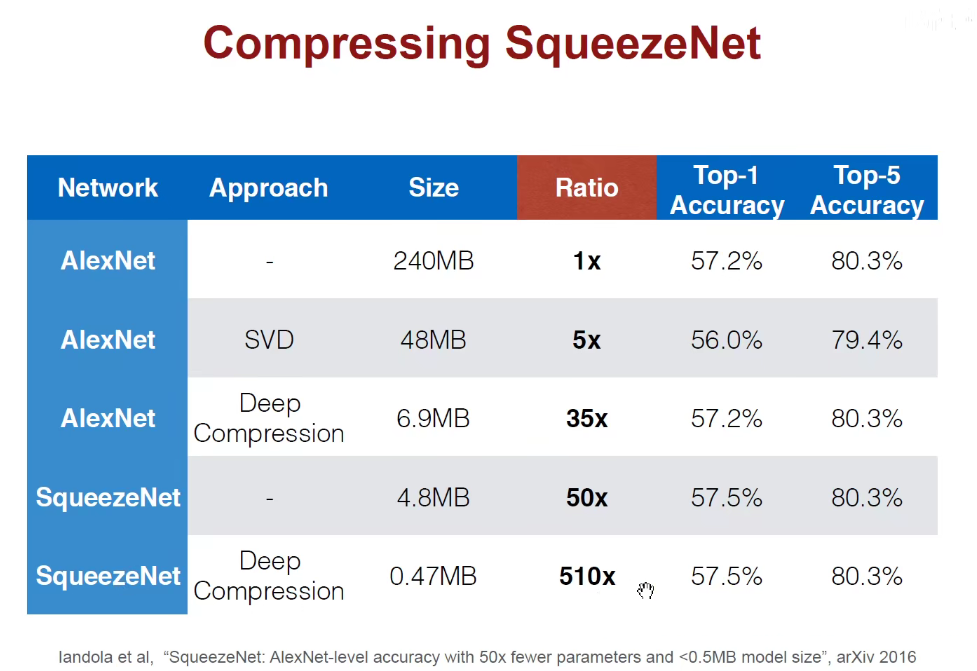 Compressing SqueezeNet
Network Approach Size Ratio Top-1 Accuracy Top-5 Accuracy
AlexNet - 240MB 1x 57.2% 80.3%
AlexNet SVD 48MB 5x 56.0% 79.4%
AlexNet Deep Compression 6.9MB 35x 57.2% 80.3%
SqueezeNet - 4.8MB 50x 57.5% 80.3%
SqueezeNet Deep Compression 0.47MB 510x 57.5% 80.3%
Iandola et al, “SqueezeNet: AlexNet-level accuracy with 50x fewer parameters and <0.5MB model size”, arXiv 2016